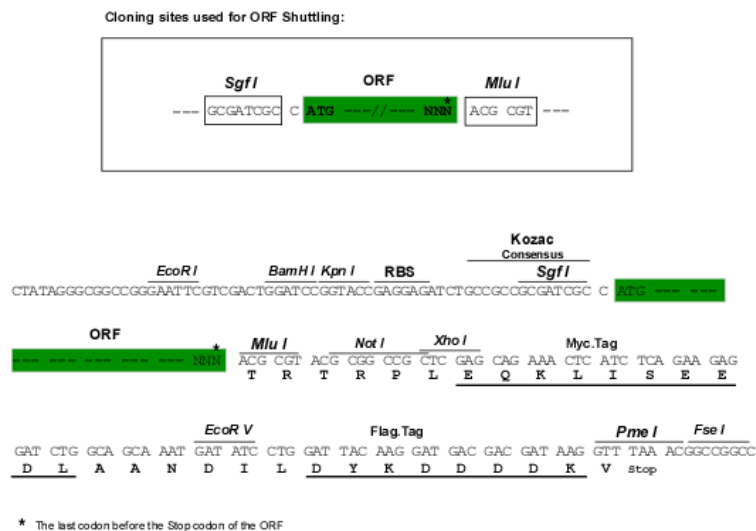 Cloning sites used for ORF Shuttling:
Sgf I ORF Mlu I
--- GCGATCGC C ATG ---//--- NNN* ACG CGT ---
Kozac
Consensus
EcoR I BamH I Kpn I RBS Sgf I
CTATAGGGCGGCCGGGAATTCGTCGACTGGATCCGGTACCGAGGAGATCTGCCGCCGCGATCGC C ATG --- ---
ORF
Mlu I Not I Xho I Myc.Tag
--- --- --- --- --- --- NNN* ACG CGT ACG CGG CCG CTC GAG CAG AAA CTC ATC TCA GAA GAG
T R T R P L E Q K L I S E E
EcoR V Flag.Tag Pme I Fse I
GAT CTG GCA GCA AAT GAT ATC CTG GAT TAC AAG GAT GAC GAC GAT AAG GTT TAA ACGGCCGGCC
D L A A N D I L D Y K D D D D K V Stop
* The last codon before the Stop codon of the ORF